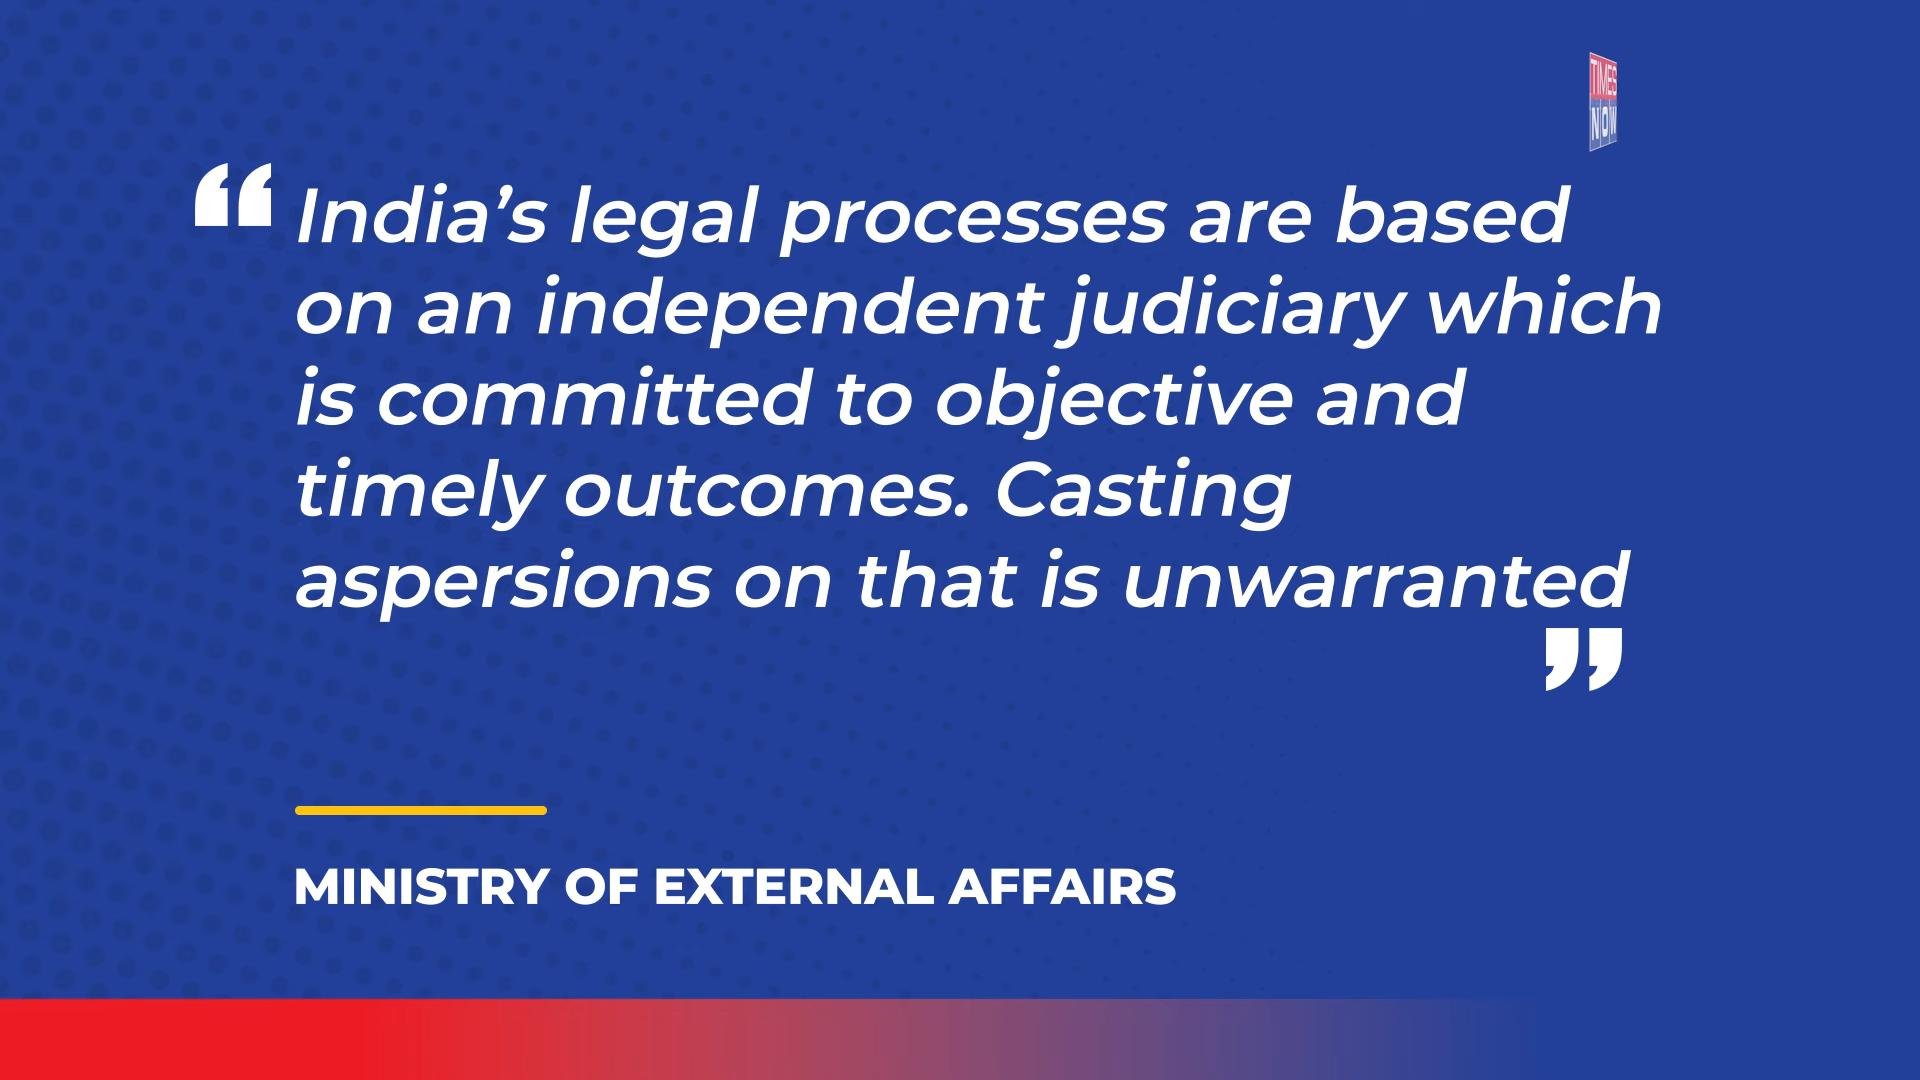 TIMES
NOW
“India’s legal processes are based
on an independent judiciary which
is committed to objective and
timely outcomes. Casting
aspersions on that is unwarranted
”
MINISTRY OF EXTERNAL AFFAIRS